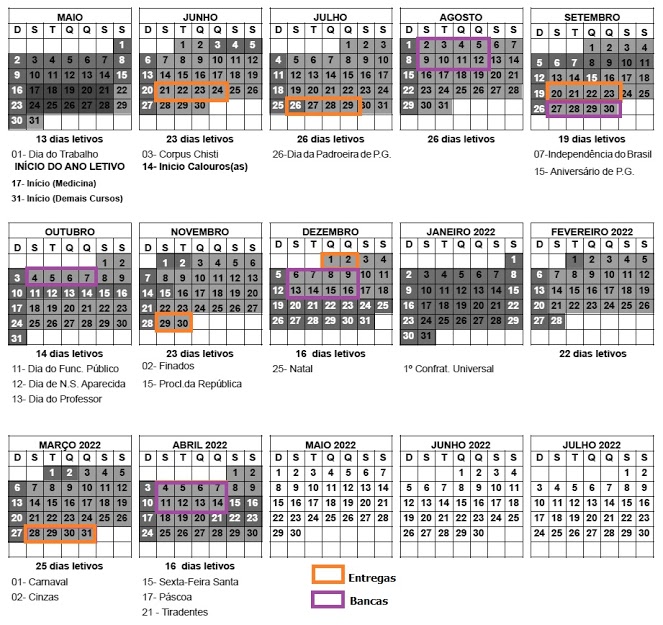 MAIO JUNHO JULHO AGOSTO SETEMBRO
D S T Q Q S S D S T Q Q S S D S T Q Q S S D S T Q Q S S D S T Q Q S S
1 1 2 3 4 5 1 2 3 1 2 3 4 5 6 7 1 2 3 4
2 3 4 5 6 7 8 6 7 8 9 10 11 12 4 5 6 7 8 9 10 8 9 10 11 12 13 14 5 6 7 8 9 10 11
9 10 11 12 13 14 15 13 14 15 16 17 18 19 11 12 13 14 15 16 17 15 16 17 18 19 20 21 12 13 14 15 16 17 18
16 17 18 19 20 21 22 20 21 22 23 24 25 26 18 19 20 21 22 23 24 22 23 24 25 26 27 28 19 20 21 22 23 24 25
23 24 25 26 27 28 29 27 28 29 30 25 26 27 28 29 30 31 29 30 31 26 27 28 29 30
30 31
13 dias letivos 23 dias letivos 26 dias letivos 26 dias letivos 19 dias letivos
01- Dia do Trabalho 03- Corpus Chisti 26-Dia da Padroeira de P.G. 07-Independência do Brasil
INÍCIO DO ANO LETIVO 14- Inicio Calouros(as) 15- Aniversário de P.G.
17- Início (Medicina)
31- Início (Demais Cursos)
OUTUBRO NOVEMBRO DEZEMBRO JANEIRO 2022 FEVEREIRO 2022
D S T Q Q S S D S T Q Q S S D S T Q Q S S D S T Q Q S S D S T Q Q S S
1 2 1 2 3 4 5 6 1 2 3 4 1 1 2 3 4 5
3 4 5 6 7 8 9 7 8 9 10 11 12 13 5 6 7 8 9 10 11 2 3 4 5 6 7 8 6 7 8 9 10 11 12
10 11 12 13 14 15 16 14 15 16 17 18 19 20 12 13 14 15 16 17 18 9 10 11 12 13 14 15 13 14 15 16 17 18 19
17 18 19 20 21 22 23 21 22 23 24 25 26 27 19 20 21 22 23 24 25 16 17 18 19 20 21 22 20 21 22 23 24 25 26
24 25 26 27 28 29 30 28 29 30 26 27 28 29 30 31 23 24 25 26 27 28 29 27 28
31 30 31
14 dias letivos 23 dias letivos 16 dias letivos 22 dias letivos
11- Dia do Func. Público 02- Finados 25- Natal 1º Confrat. Universal
12- Dia de N.S. Aparecida 15- Procl.da República
13- Dia do Professor
MARÇO 2022 ABRIL 2022 MAIO 2022 JUNHO 2022 JULHO 2022
D S T Q Q S S D S T Q Q S S D S T Q Q S S D S T Q Q S S D S T Q Q S S
1 2 3 4 5 1 2 1 2 3 4 5 6 7 1 2 3 4 1 2
6 7 8 9 10 11 12 3 4 5 6 7 8 9 8 9 10 11 12 13 14 5 6 7 8 9 10 11 3 4 5 6 7 8 9
13 14 15 16 17 18 19 10 11 12 13 14 15 16 15 16 17 18 19 20 21 12 13 14 15 16 17 18 10 11 12 13 14 15 16
20 21 22 23 24 25 26 17 18 19 20 21 22 23 22 23 24 25 26 27 28 19 20 21 22 23 24 25 17 18 19 20 21 22 23
27 28 29 30 31 24 25 26 27 28 29 30 29 30 26 27 28 29 30 24 25 26 27 28 29 30
25 dias letivos 16 dias letivos
01- Carnaval 15- Sexta-Feira Santa Entregas
02- Cinzas 17- Páscoa Bancas
21 - Tiradentes